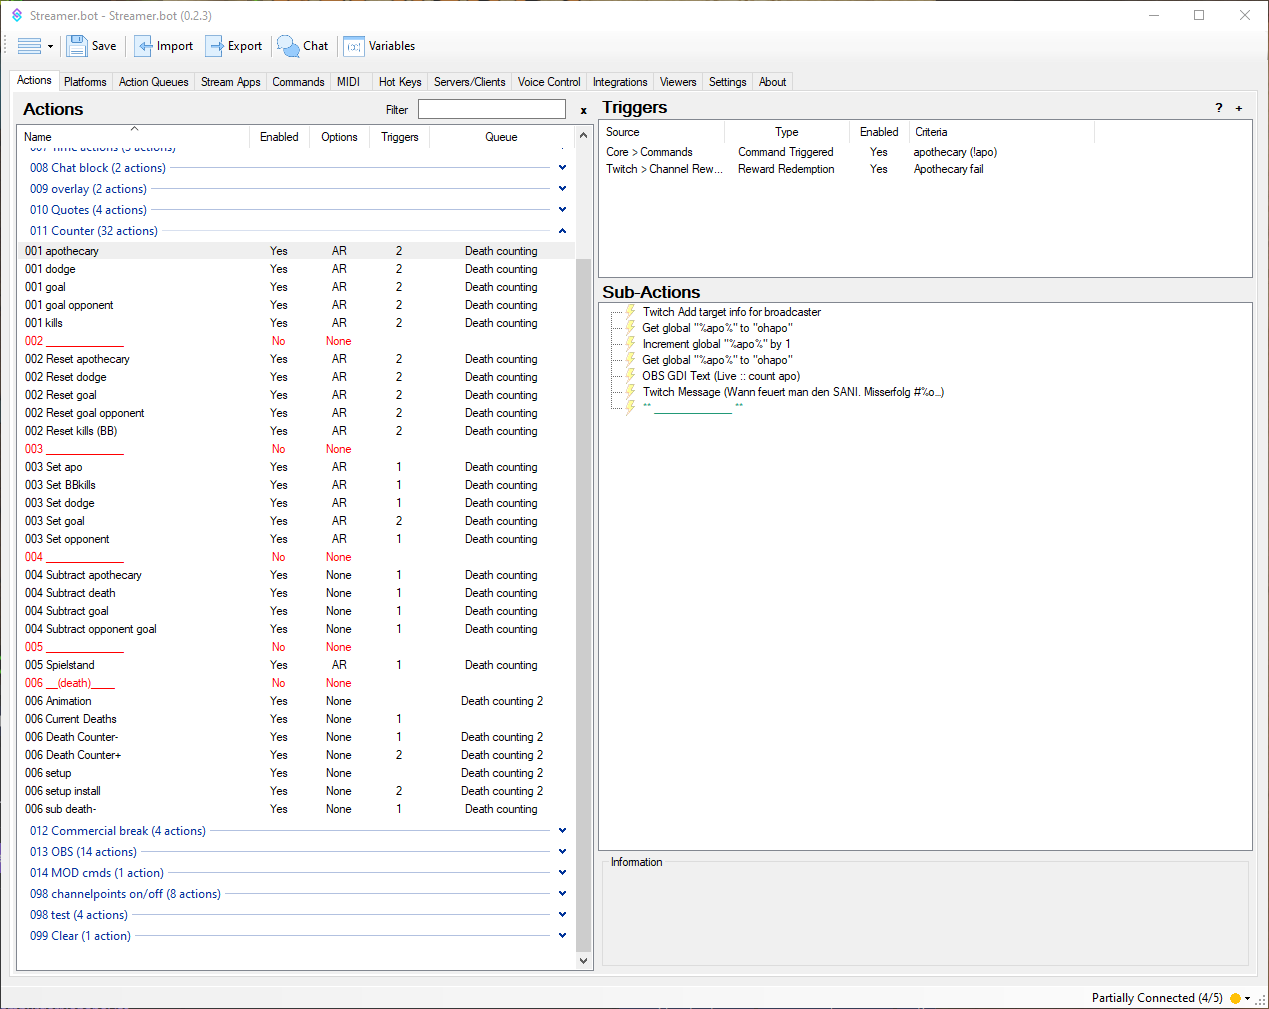 Streamer.bot - Streamer.bot (0.2.3)
Save Import Export Chat Variables
Actions Platforms Action Queues Stream Apps Commands MIDI Hot Keys Servers/Clients Voice Control Integrations Viewers Settings About
Actions Filter x
Name Enabled Options Triggers Queue
007 Time actions (3 actions)
008 Chat block (2 actions)
009 overlay (2 actions)
010 Quotes (4 actions)
011 Counter (32 actions)
001 apothecary Yes AR 2 Death counting
001 dodge Yes AR 2 Death counting
001 goal Yes AR 2 Death counting
001 goal opponent Yes AR 2 Death counting
001 kills Yes AR 2 Death counting
002 _____________ No None
002 Reset apothecary Yes AR 2 Death counting
002 Reset dodge Yes AR 2 Death counting
002 Reset goal Yes AR 2 Death counting
002 Reset goal opponent Yes AR 2 Death counting
002 Reset kills (BB) Yes AR 2 Death counting
003 _____________ No None
003 Set apo Yes AR 1 Death counting
003 Set BBkills Yes AR 1 Death counting
003 Set dodge Yes AR 1 Death counting
003 Set goal Yes AR 2 Death counting
003 Set opponent Yes AR 1 Death counting
004 _____________ No None
004 Subtract apothecary Yes None 1 Death counting
004 Subtract death Yes None 1 Death counting
004 Subtract goal Yes None 1 Death counting
004 Subtract opponent goal Yes None 1 Death counting
005 _____________ No None
005 Spielstand Yes AR 1 Death counting
006 __(death)____ No None
006 Animation Yes None Death counting 2
006 Current Deaths Yes None 1
006 Death Counter- Yes None 1 Death counting 2
006 Death Counter+ Yes None 2 Death counting 2
006 setup Yes None Death counting 2
006 setup install Yes None 2 Death counting 2
006 sub death- Yes None 1 Death counting
012 Commercial break (4 actions)
013 OBS (14 actions)
014 MOD cmds (1 action)
098 channelpoints on/off (8 actions)
098 test (4 actions)
099 Clear (1 action)
Triggers ? +
Source Type Enabled Criteria
Core > Commands Command Triggered Yes apothecary (!apo)
Twitch > Channel Rew... Reward Redemption Yes Apothecary fail
Sub-Actions
Twitch Add target info for broadcaster
Get global "%apo%" to "ohapo"
Increment global "%apo%" by 1
Get global "%apo%" to "ohapo"
OBS GDI Text (Live :: count apo)
Twitch Message (Wann feuert man den SANI. Misserfolg #%o...)
** _____________ **
Information
Partially Connected (4/5)